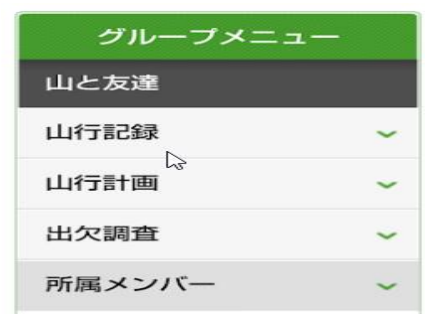 グループメニュー
山と友達
山行記録
山行計画
出欠調査
所属メンバー